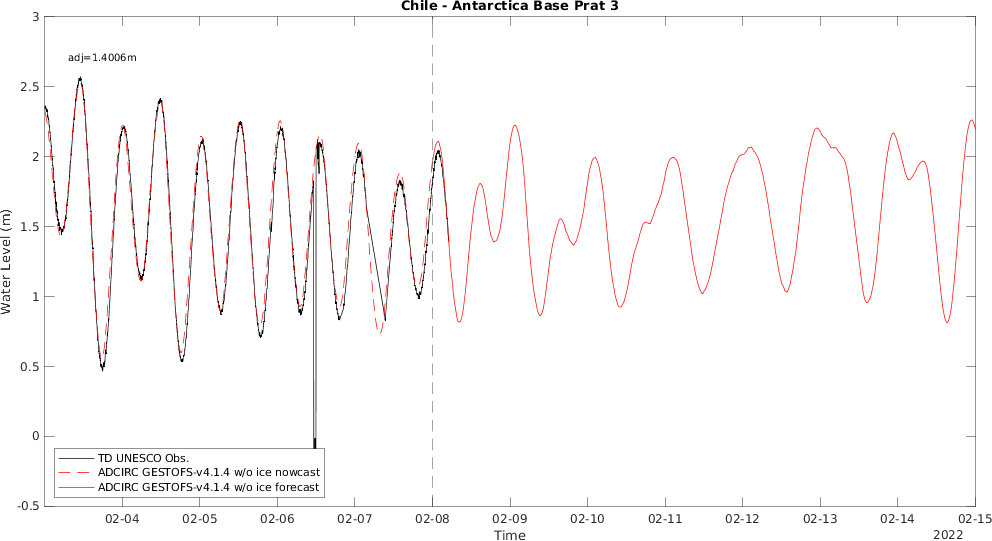 Chile - Antarctica Base Prat 3
adj=1.4006m
3
2.5
2
1.5
1
0.5
0
-0.5
Water Level (m)
TD UNESCO Obs.
ADCIRC GESTOFS-v4.1.4 w/o ice nowcast
ADCIRC GESTOFS-v4.1.4 w/o ice forecast
02-04 02-05 02-06 02-07 02-08 02-09 02-10 02-11 02-12 02-13 02-14 02-15
Time
2022